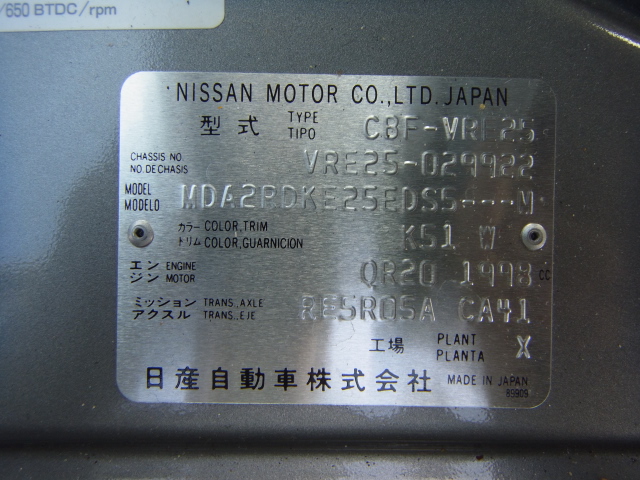 /650 BTDC/rpm
NISSAN MOTOR CO.,LTD.JAPAN
型式 TYPE TIPO CBF-VRE25
CHASSIS NO. NO.DE CHASIS VRE25-029922
MODEL MODELO MDA2RDKE25EDS5---M
カラー COLOR,TRIM
トリム COLOR,GUARNICION K51 W
エン ENGINE
ジン MOTOR QR20 1998 CC
ミッション TRANS.,AXLE
アクスル TRANS.,EJE RE5R05A CA41
工場 PLANT PLANTA X
日産自動車株式会社 MADE IN JAPAN
89909